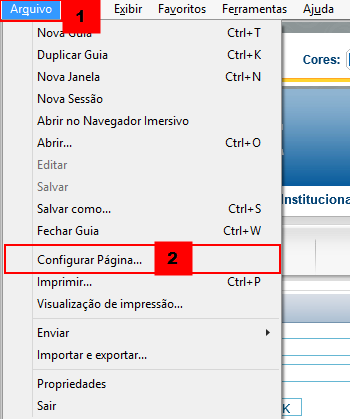 Arquivo 1 Exibir Favoritos Ferramentas Ajuda
Nova Guia Ctrl+T
Duplicar Guia Ctrl+K
Nova Janela Ctrl+N
Nova Sessão
Abrir no Navegador Imersivo
Abrir... Ctrl+O
Editar
Salvar
Salvar como... Ctrl+S
Fechar Guia Ctrl+W
Configurar Página... 2
Imprimir... Ctrl+P
Visualização de impressão...
Enviar
Importar e exportar...
Propriedades
Sair
Cores:
Instituciona
K